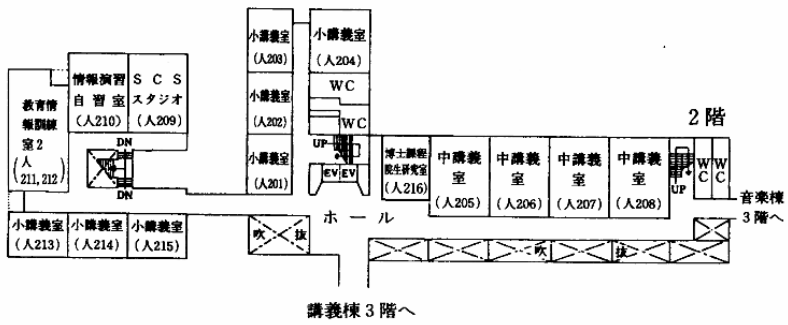 小講義室
(人203)
小講義室
(人204)
WC
WC
情報演習
自習室
(人210)
SCS
スタジオ
(人209)
教育情
報訓練
室2
人
211,212
小講義室
(人202)
小講義室
(人201)
DN
DN
UP
EV
EV
2階
博士課程
院生研究室
(人216)
中講義
室
(人205)
中講義
室
(人206)
中講義
室
(人207)
中講義
室
(人208)
UP
WC
WC
音楽棟
3階へ
小講義室
(人213)
小講義室
(人214)
小講義室
(人215)
ホール
吹 抜
吹 抜
講義棟3階へ